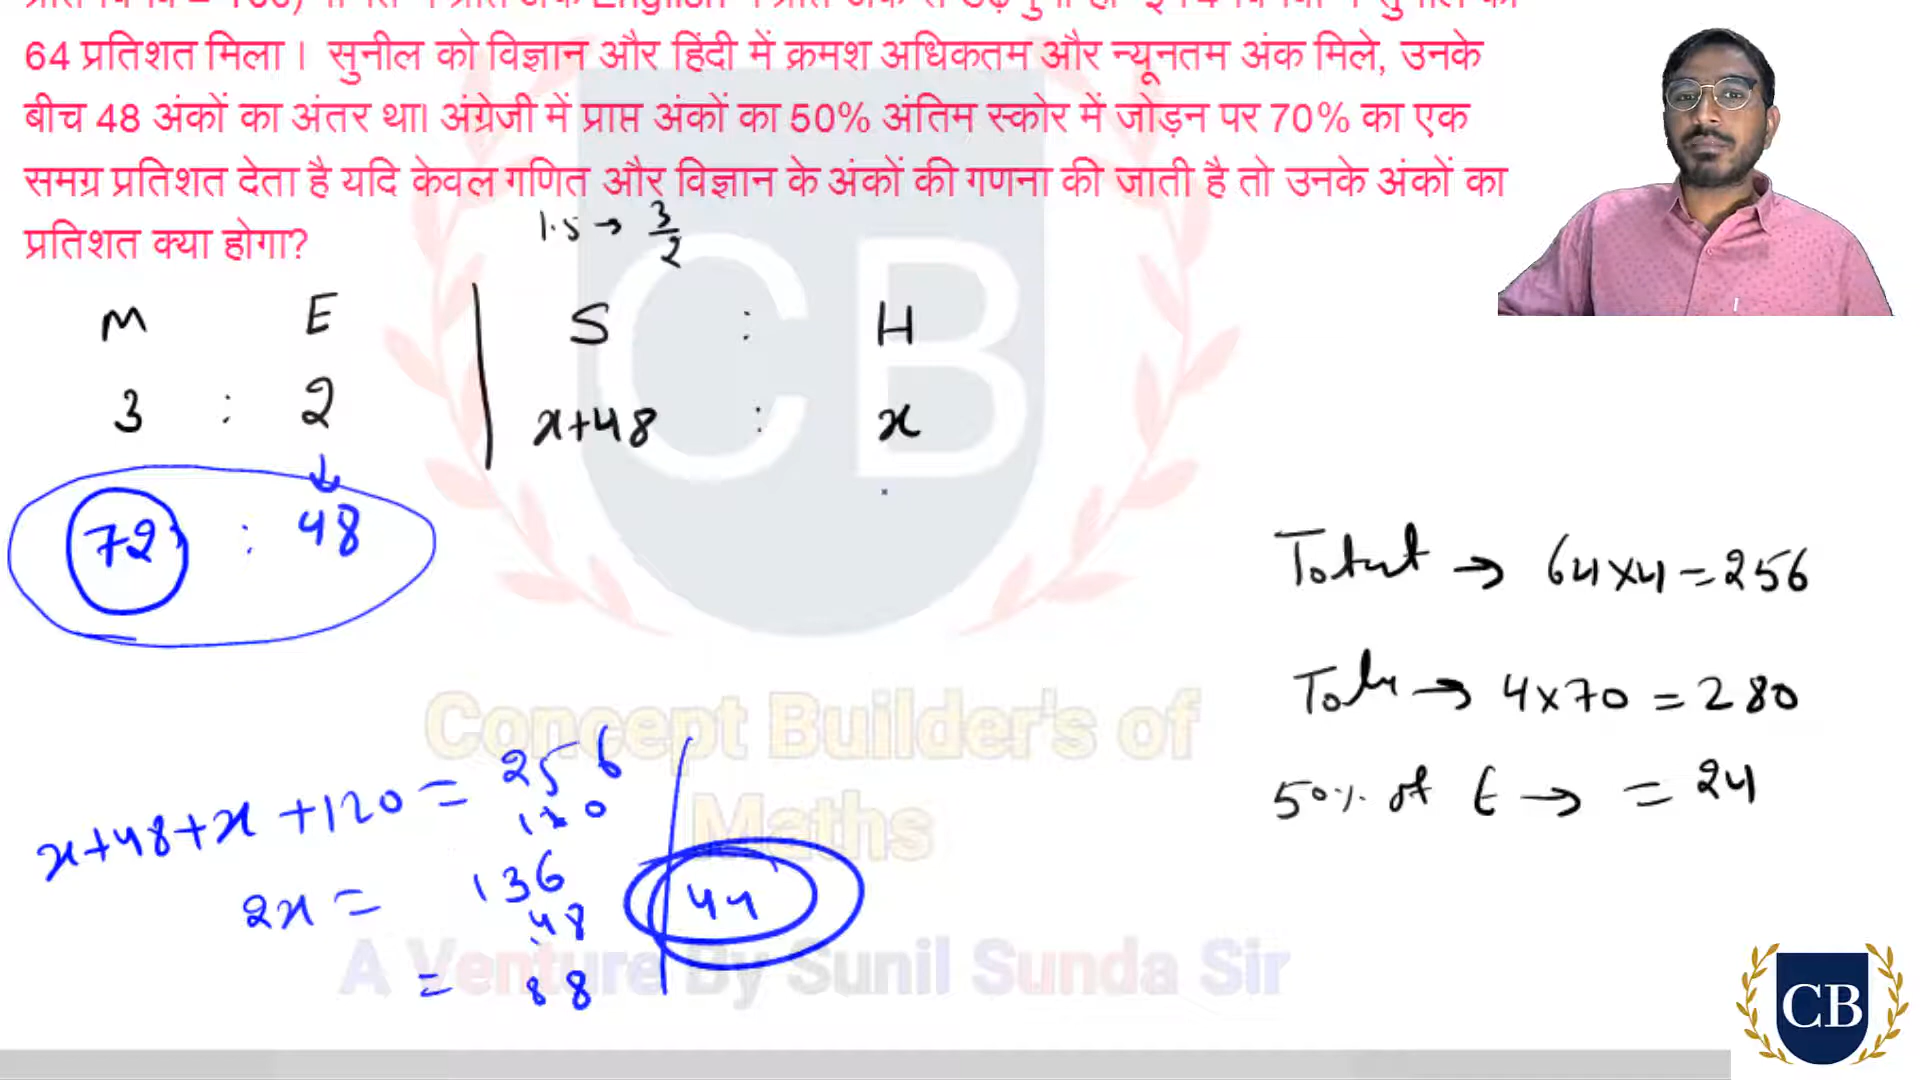 64 प्रतिशत मिला। सुनील को विज्ञान और हिंदी में क्रमश अधिकतम और न्यूनतम अंक मिले, उनके
बीच 48 अंकों का अंतर था। अंग्रेजी में प्राप्त अंकों का 50% अंतिम स्कोर में जोड़न पर 70% का एक
समग्र प्रतिशत देता है यदि केवल गणित और विज्ञान के अंकों की गणना की जाती है तो उनके अंकों का
प्रतिशत क्या होगा?
1.5 → 3/2
M E S : H
3 : 2 x+48 : x
72 : 48
Total → 64×4=256
4×70 = 280
50% of E → = 24
x+48+x+120 = 256
120
2x = 136
48
= 88
44
CB
Concept Builder's of
Maths
A Venture By Sunil Sunda Sir
CB